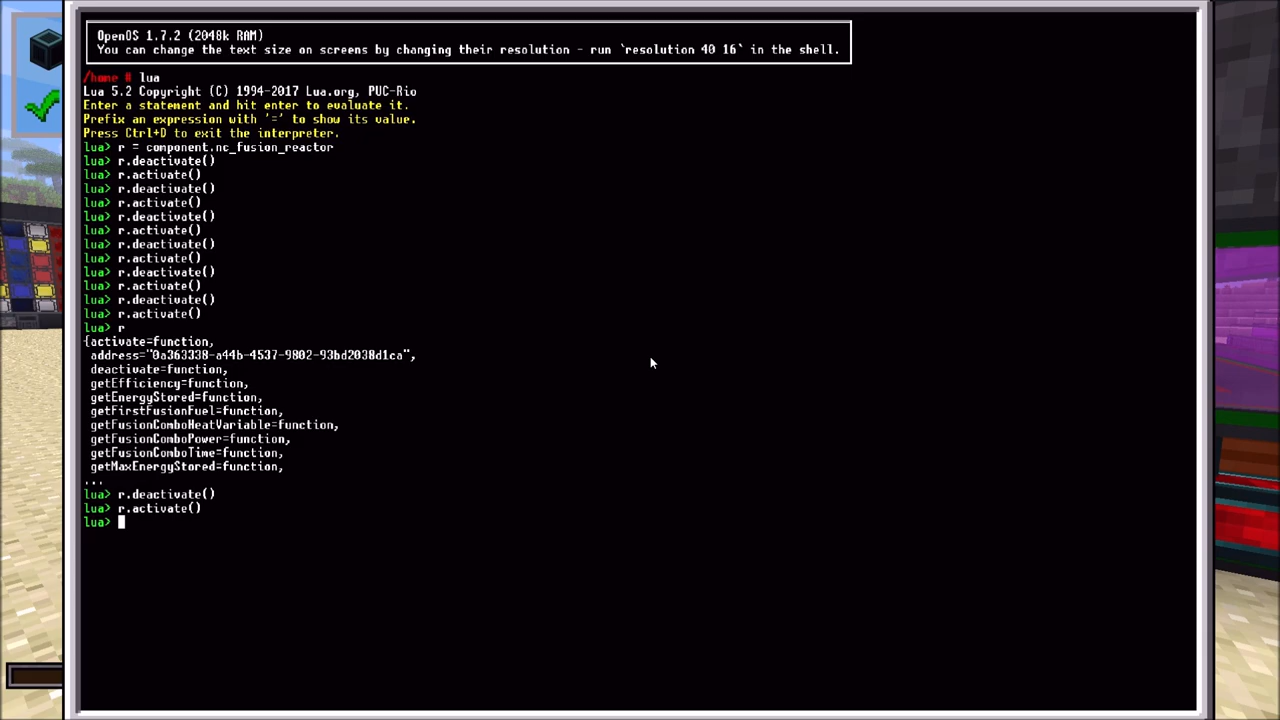 OpenOS 1.7.2 (2048k RAM)
You can change the text size on screens by changing their resolution - run `resolution 40 16` in the shell.
/home # lua
Lua 5.2 Copyright (C) 1994-2017 Lua.org, PUC-Rio
Enter a statement and hit enter to evaluate it.
Prefix an expression with '=' to show its value.
Press Ctrl+D to exit the interpreter.
lua> r = component.nc_fusion_reactor
lua> r.deactivate()
lua> r.activate()
lua> r.deactivate()
lua> r.activate()
lua> r.deactivate()
lua> r.activate()
lua> r.deactivate()
lua> r.activate()
lua> r.deactivate()
lua> r.activate()
lua> r.deactivate()
lua> r.activate()
lua> r
{activate=function,
address="0a363338-a44b-4537-9802-93bd2038d1ca",
deactivate=function,
getEfficiency=function,
getEnergyStored=function,
getFirstFusionFuel=function,
getFusionComboHeatVariable=function,
getFusionComboPower=function,
getFusionComboTime=function,
getMaxEnergyStored=function,
...
lua> r.deactivate()
lua> r.activate()
lua>